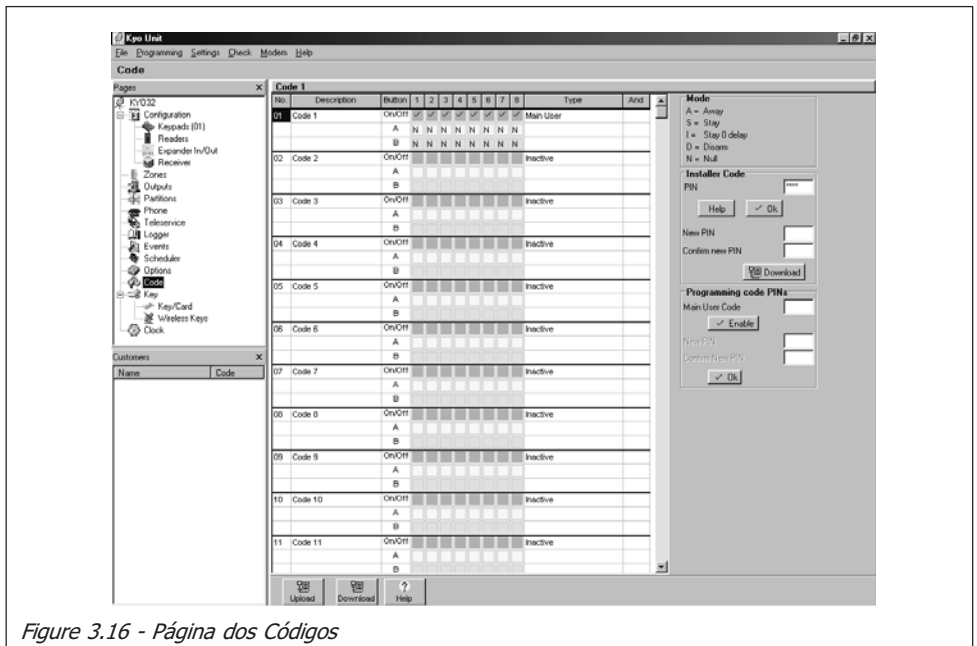 Kyo Unit
File Programming Settings Check Modem Help
Code
Pages x
KYO32
Configuration
Keypads (01)
Readers
Expander In/Out
Receiver
Zones
Outputs
Partitions
Phone
Teleservice
Logger
Events
Scheduler
Options
Code
Key
Key/Card
Wireless Keys
Clock
Customers x
Name Code
Code 1
No. Description Button 1 2 3 4 5 6 7 8 Type And
01 Code 1 On/Off Main User
A N N N N N N N N
B N N N N N N N N
02 Code 2 On/Off Inactive
A
B
03 Code 3 On/Off Inactive
A
B
04 Code 4 On/Off Inactive
A
B
05 Code 5 On/Off Inactive
A
B
06 Code 6 On/Off Inactive
A
B
07 Code 7 On/Off Inactive
A
B
08 Code 8 On/Off Inactive
A
B
09 Code 9 On/Off Inactive
A
B
10 Code 10 On/Off Inactive
A
B
11 Code 11 On/Off Inactive
A
B
Upload Download ? Help
Mode
A = Away
S = Stay
I = Stay 0 delay
D = Disarm
N = Null
Installer Code
PIN ****
Help Ok
New PIN
Confirm new PIN
Download
Programming code PINs
Main User Code
Enable
New PIN
Confirm New PIN
Ok
Figure 3.16 - Página dos Códigos